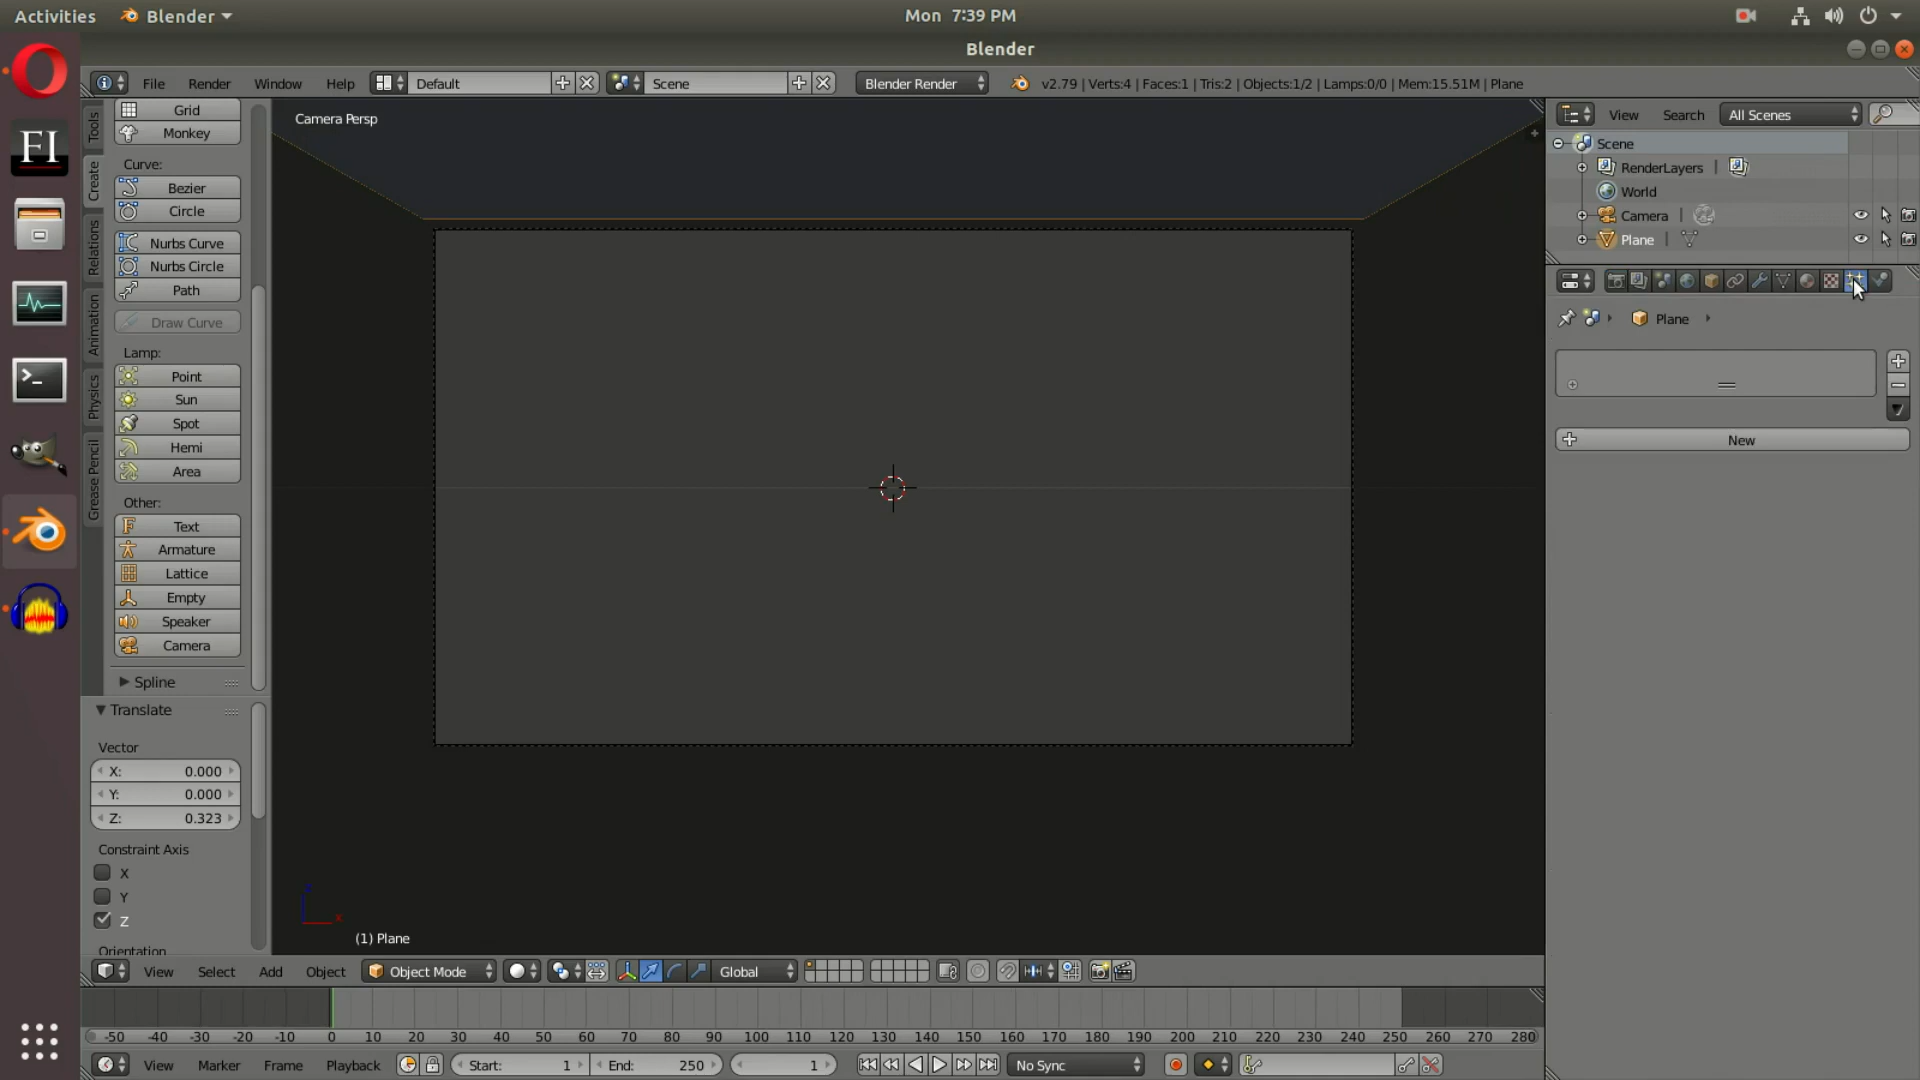 Activities
Blender
Mon 7:39 PM
Blender
File
Render
Window
Help
Default
Scene
Blender Render
v2.79 | Verts:4 | Faces:1 | Tris:2 | Objects:1/2 | Lamps:0/0 | Mem:15.51M | Plane
Tools
Create
Relations
Animation
Physics
Grease Pencil
Grid
Monkey
Curve:
Bezier
Circle
Nurbs Curve
Nurbs Circle
Path
Draw Curve
Lamp:
Point
Sun
Spot
Hemi
Area
Other:
Text
Armature
Lattice
Empty
Speaker
Camera
Spline
Translate
Vector
X: 0.000
Y: 0.000
Z: 0.323
Constraint Axis
X
Y
Z
Orientation
Camera Persp
(1) Plane
View
Select
Add
Object
Object Mode
Global
-50 -40 -30 -20 -10 0 10 20 30 40 50 60 70 80 90 100 110 120 130 140 150 160 170 180 190 200 210 220 230 240 250 260 270 280
View
Marker
Frame
Playback
Start: 1
End: 250
1
No Sync
View
Search
All Scenes
Scene
RenderLayers |
World
Camera |
Plane |
Plane
New
FI